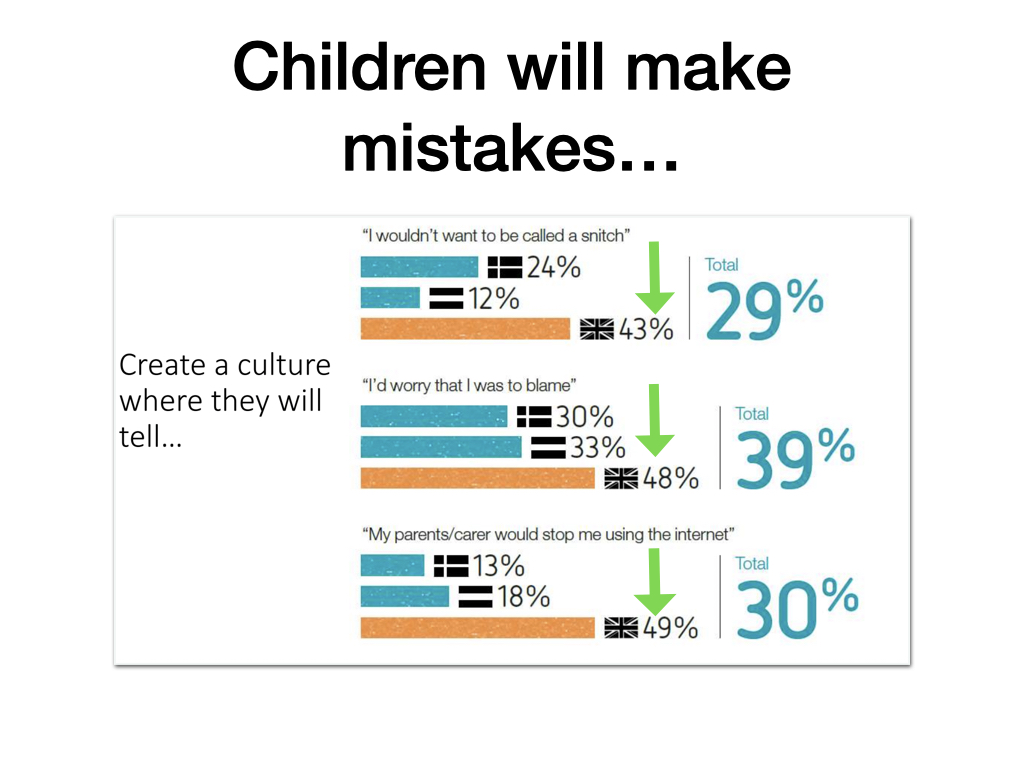 Children will make
mistakes…
“I wouldn’t want to be called a snitch”
24%
12%
43%
Total
29%
Create a culture
where they will
tell…
“I’d worry that I was to blame”
30%
33%
48%
Total
39%
“My parents/carer would stop me using the internet”
13%
18%
49%
Total
30%